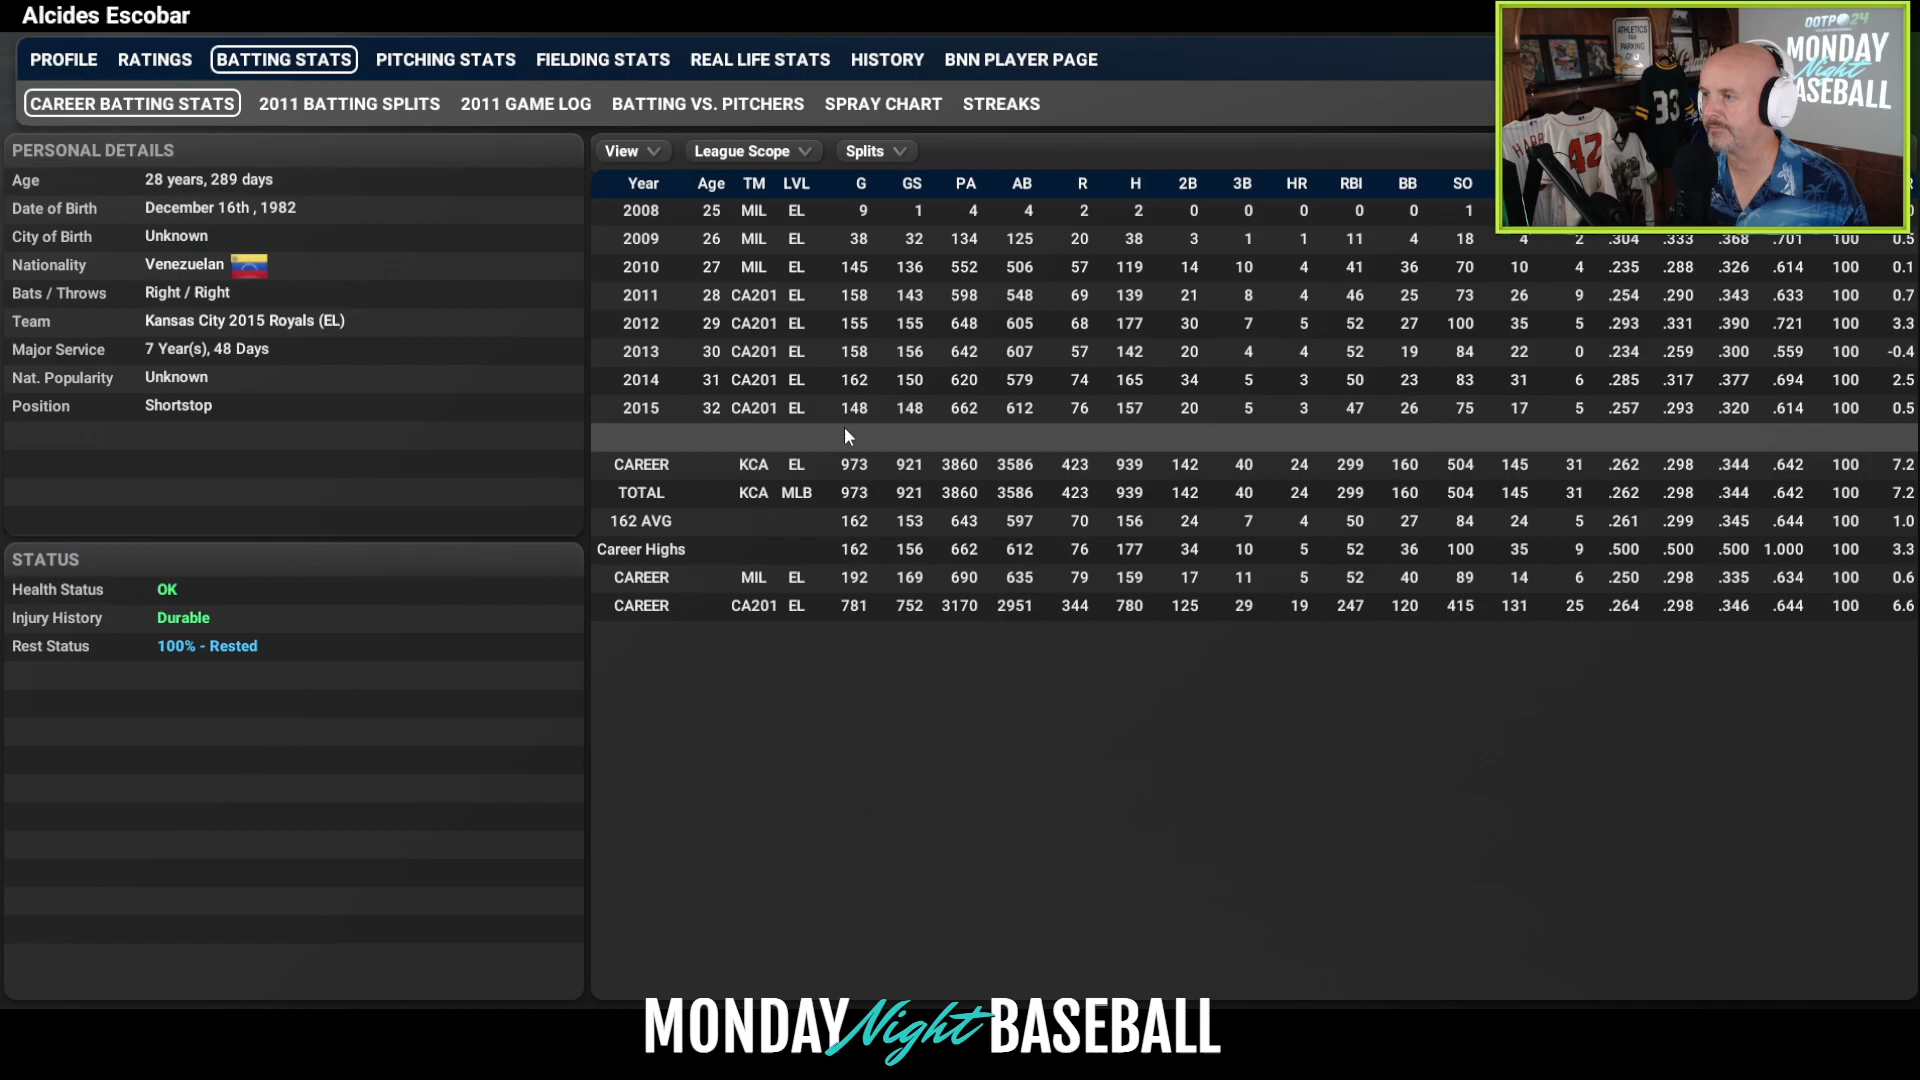 Alcides Escobar
PROFILE RATINGS BATTING STATS PITCHING STATS FIELDING STATS REAL LIFE STATS HISTORY BNN PLAYER PAGE
CAREER BATTING STATS 2011 BATTING SPLITS 2011 GAME LOG BATTING VS. PITCHERS SPRAY CHART STREAKS
PERSONAL DETAILS
Age 28 years, 289 days
Date of Birth December 16th , 1982
City of Birth Unknown
Nationality Venezuelan
Bats / Throws Right / Right
Team Kansas City 2015 Royals (EL)
Major Service 7 Year(s), 48 Days
Nat. Popularity Unknown
Position Shortstop
STATUS
Health Status OK
Injury History Durable
Rest Status 100% - Rested
View League Scope Splits
Year Age TM LVL G GS PA AB R H 2B 3B HR RBI BB SO
2008 25 MIL EL 9 1 4 4 2 2 0 0 0 0 0 1
2009 26 MIL EL 38 32 134 125 20 38 3 1 1 11 4 18 4 2 .304 .333 .368 .701 100 0.5
2010 27 MIL EL 145 136 552 506 57 119 14 10 4 41 36 70 10 4 .235 .288 .326 .614 100 0.1
2011 28 CA201 EL 158 143 598 548 69 139 21 8 4 46 25 73 26 9 .254 .290 .343 .633 100 0.7
2012 29 CA201 EL 155 155 648 605 68 177 30 7 5 52 27 100 35 5 .293 .331 .390 .721 100 3.3
2013 30 CA201 EL 158 156 642 607 57 142 20 4 4 52 19 84 22 0 .234 .259 .300 .559 100 -0.4
2014 31 CA201 EL 162 150 620 579 74 165 34 5 3 50 23 83 31 6 .285 .317 .377 .694 100 2.5
2015 32 CA201 EL 148 148 662 612 76 157 20 5 3 47 26 75 17 5 .257 .293 .320 .614 100 0.5
CAREER KCA EL 973 921 3860 3586 423 939 142 40 24 299 160 504 145 31 .262 .298 .344 .642 100 7.2
TOTAL KCA MLB 973 921 3860 3586 423 939 142 40 24 299 160 504 145 31 .262 .298 .344 .642 100 7.2
162 AVG 162 153 643 597 70 156 24 7 4 50 27 84 24 5 .261 .299 .345 .644 100 1.0
Career Highs 162 156 662 612 76 177 34 10 5 52 36 100 35 9 .500 .500 .500 1.000 100 3.3
CAREER MIL EL 192 169 690 635 79 159 17 11 5 52 40 89 14 6 .250 .298 .335 .634 100 0.6
CAREER CA201 EL 781 752 3170 2951 344 780 125 29 19 247 120 415 131 25 .264 .298 .346 .644 100 6.6
ATHLETICS
PARKING
ONLY
33
42
OOTP 24
MONDAY
Night
BASEBALL
MONDAY Night BASEBALL